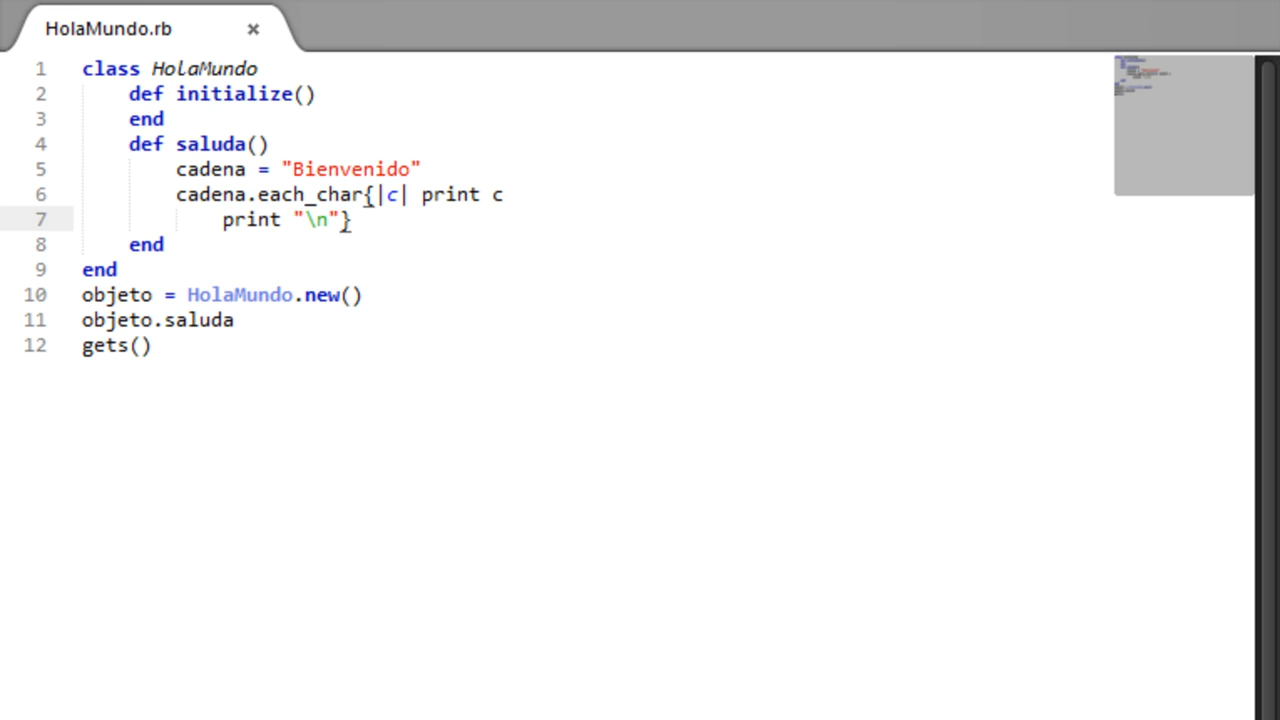 HolaMundo.rb ×
1 class HolaMundo
2     def initialize()
3     end
4     def saluda()
5         cadena = "Bienvenido"
6         cadena.each_char{|c| print c
7             print "\n"}
8     end
9 end
10 objeto = HolaMundo.new()
11 objeto.saluda
12 gets()